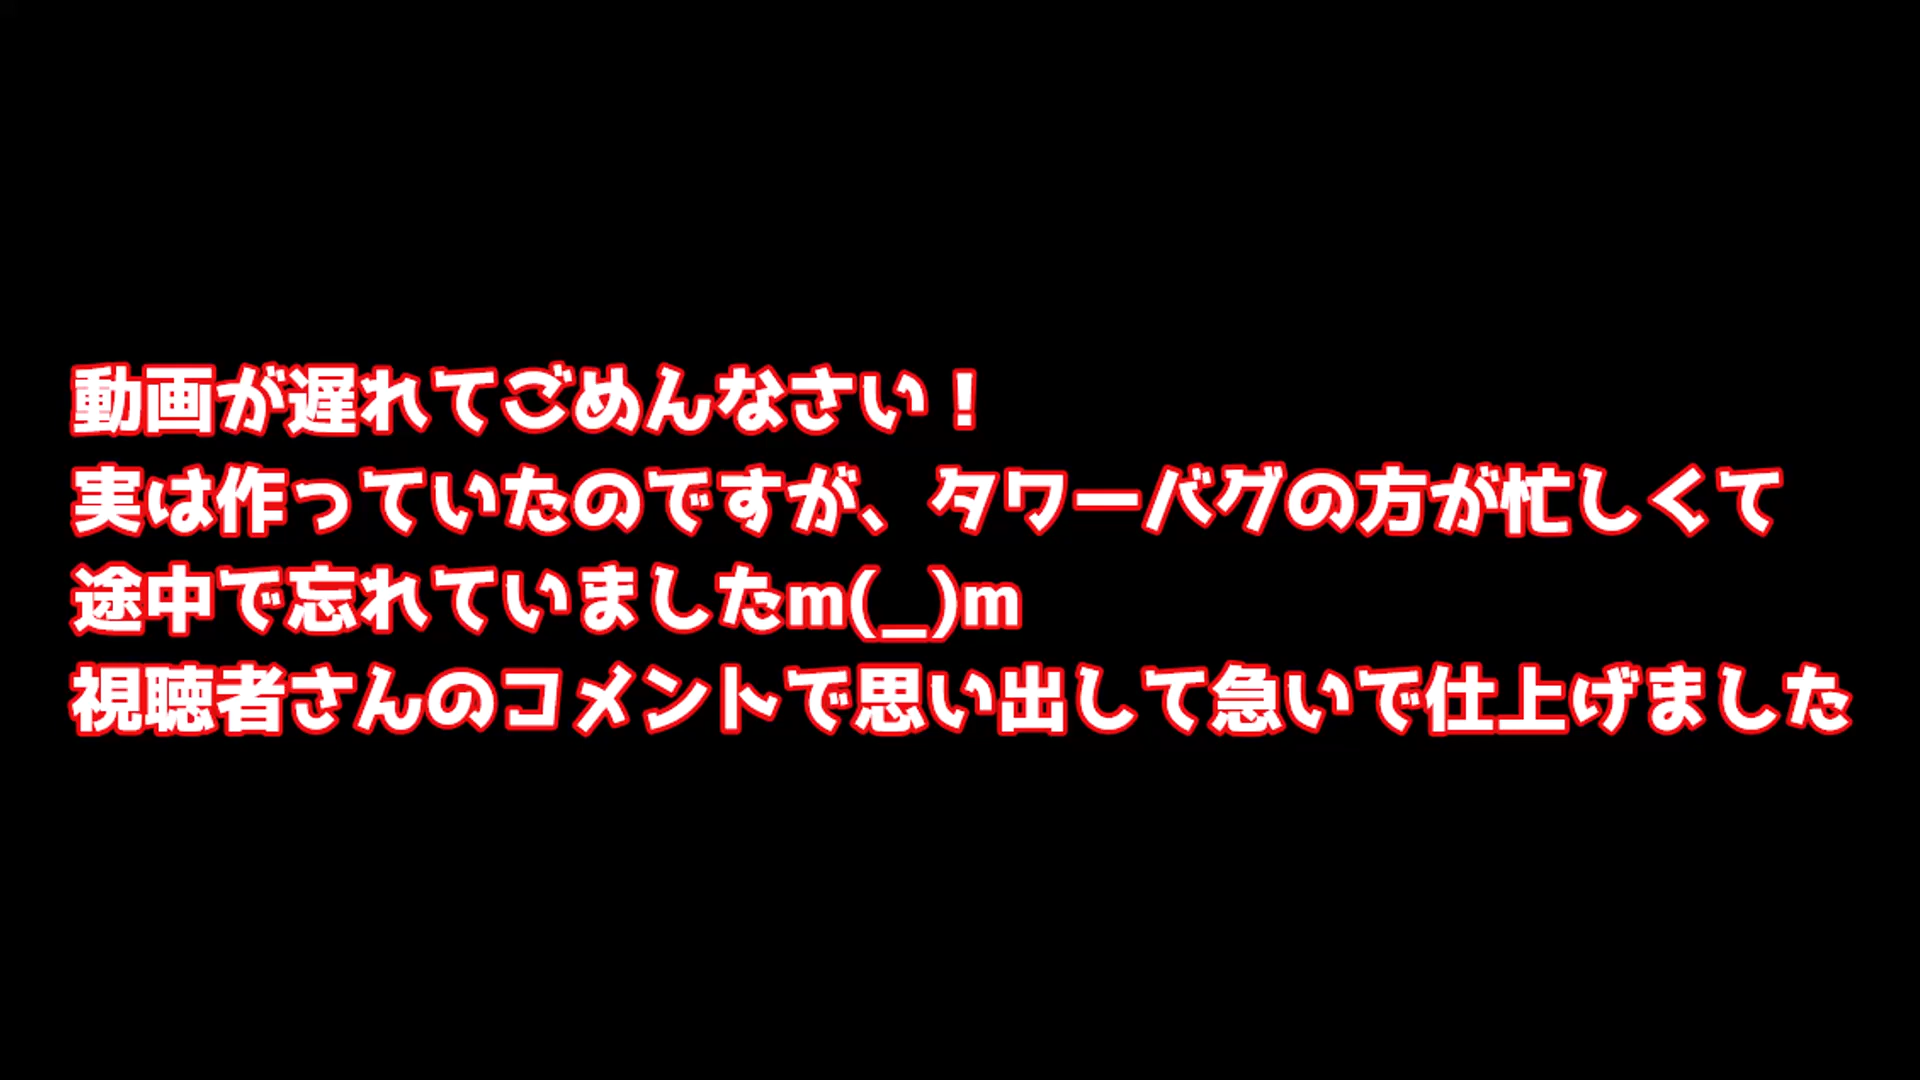 動画が遅れてごめんなさい！
実は作っていたのですが、タワーバグの方が忙しくて
途中で忘れていましたm(_)m
視聴者さんのコメントで思い出して急いで仕上げました